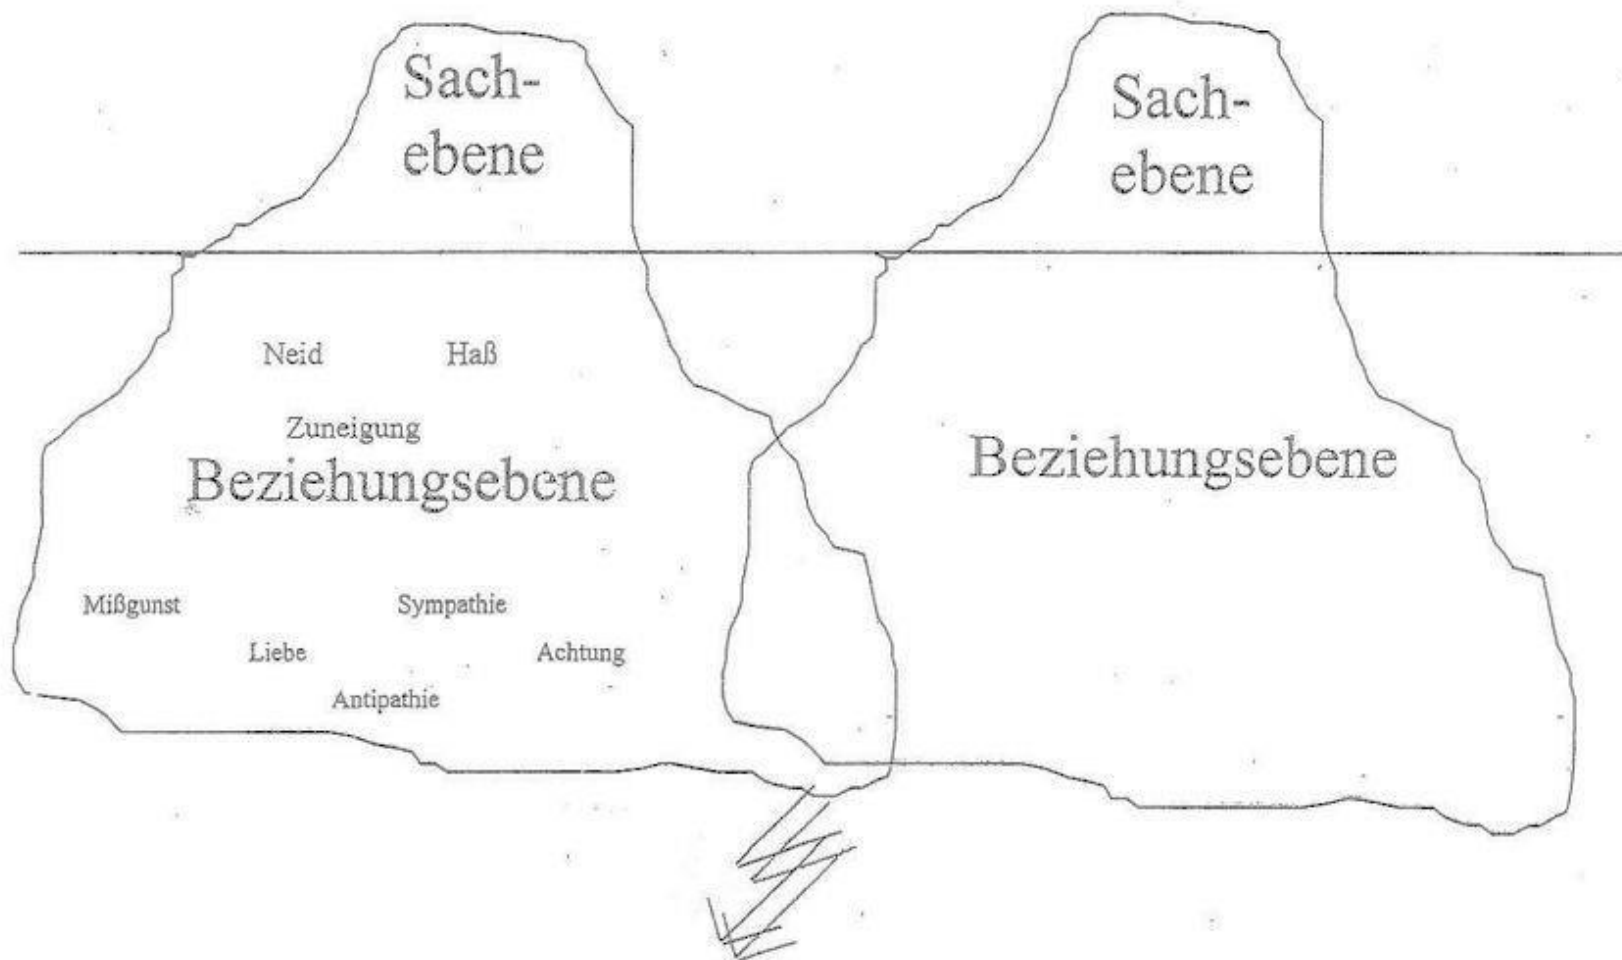 Sach-
ebene
Sach-
ebene
Neid
Haß
Zuneigung
Beziehungsebene
Beziehungsebene
Mißgunst
Sympathie
Liebe
Achtung
Antipathie